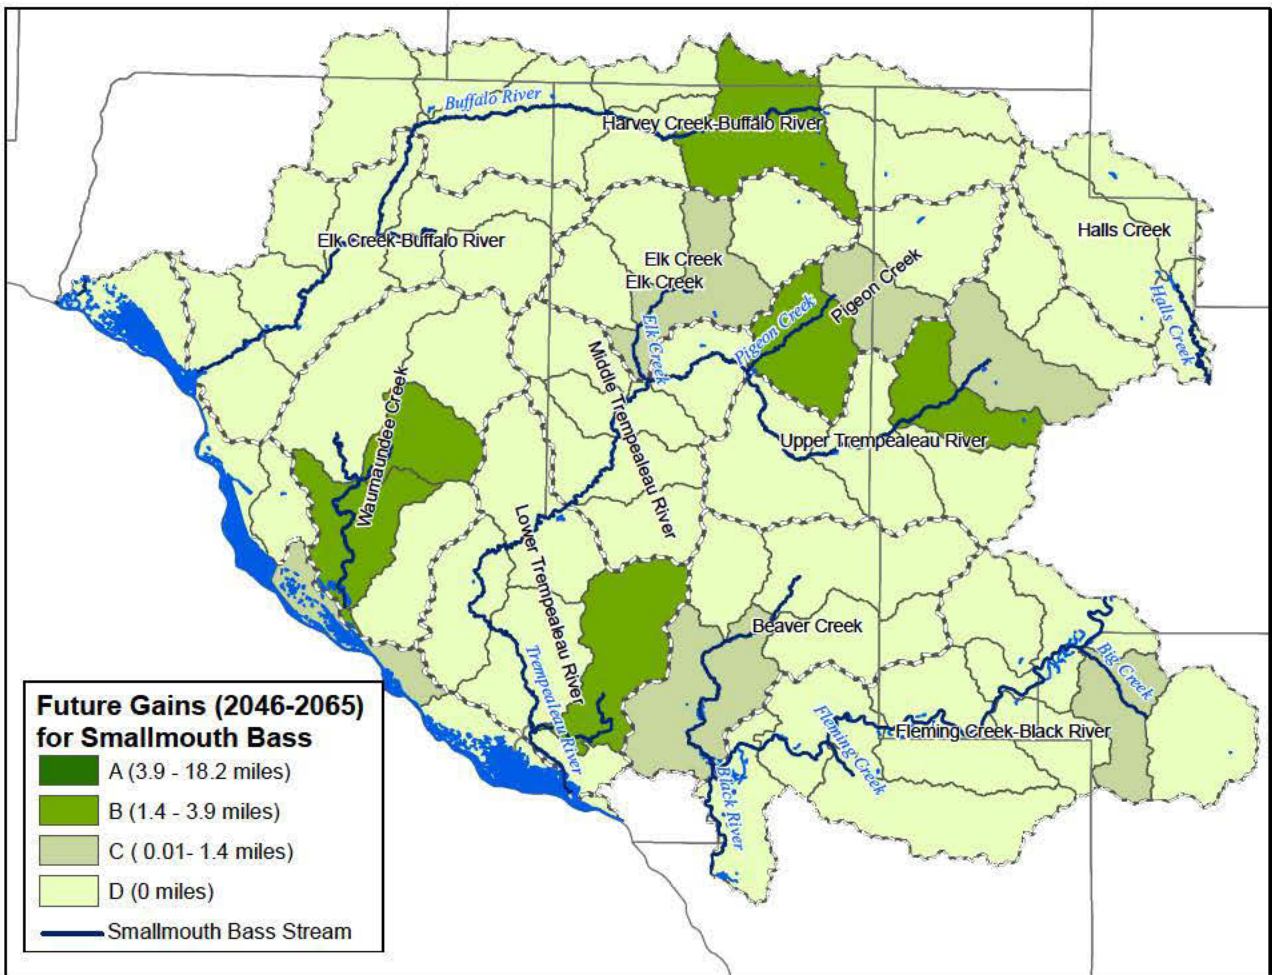 Buffalo River
Harvey Creek-Buffalo River
Halls Creek
Elk Creek-Buffalo River
Elk Creek
Elk Creek
Pigeon Creek
Halls Creek
Pigeon Creek
Elk Creek
Middle Trempealeau River
Waumaundee Creek
Upper Trempealeau River
Lower Trempealeau River
Beaver Creek
Trempealeau River
Big Creek
Fleming Creek
Fleming Creek-Black River
Black River
Future Gains (2046-2065)
for Smallmouth Bass
A (3.9 - 18.2 miles)
B (1.4 - 3.9 miles)
C ( 0.01- 1.4 miles)
D (0 miles)
Smallmouth Bass Stream